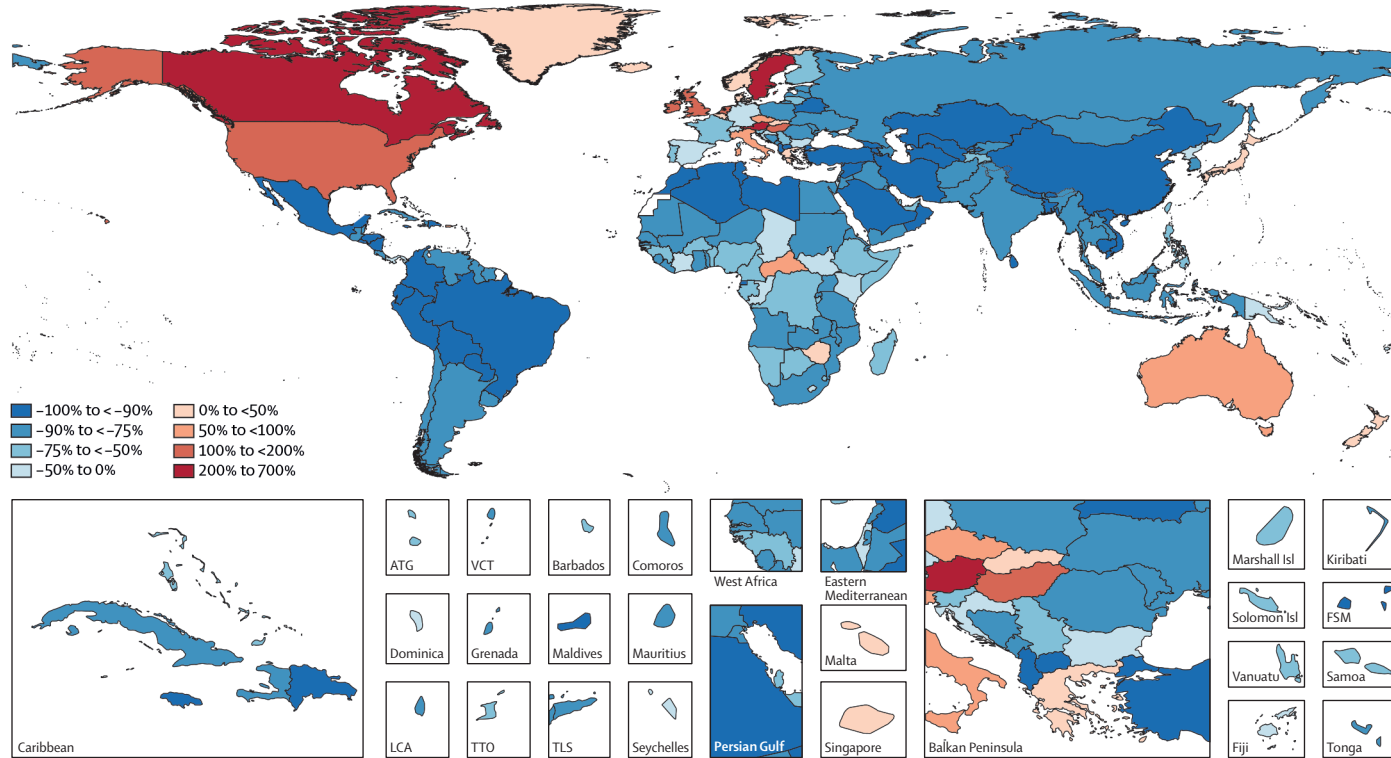 −100% to < −90%
−90% to <−75%
−75% to <−50%
−50% to 0%
0% to <50%
50% to <100%
100% to <200%
200% to 700%
Caribbean
ATG
VCT
Barbados
Comoros
West Africa
Eastern
Mediterranean
Dominica
Grenada
Maldives
Mauritius
LCA
TTO
TLS
Seychelles
Persian Gulf
Malta
Singapore
Balkan Peninsula
Marshall Isl
Kiribati
Solomon Isl
FSM
Vanuatu
Samoa
Fiji
Tonga